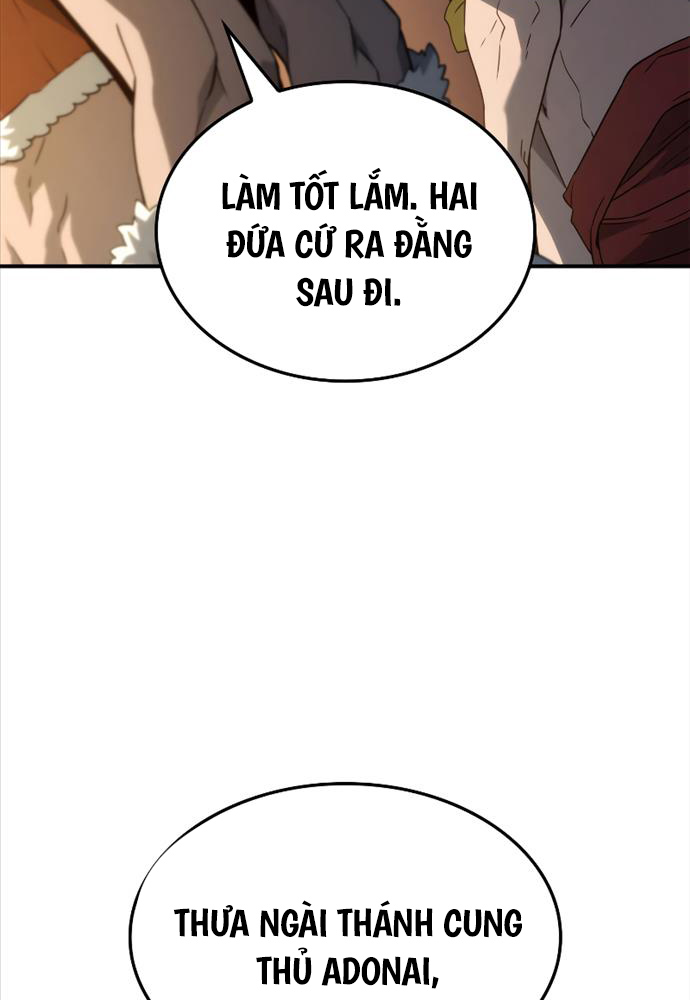 LÀM TỐT LẮM. HAI
ĐỨA CỨ RA ĐẰNG
SAU ĐI.
THƯA NGÀI THÁNH CUNG
THỦ ADONAI,